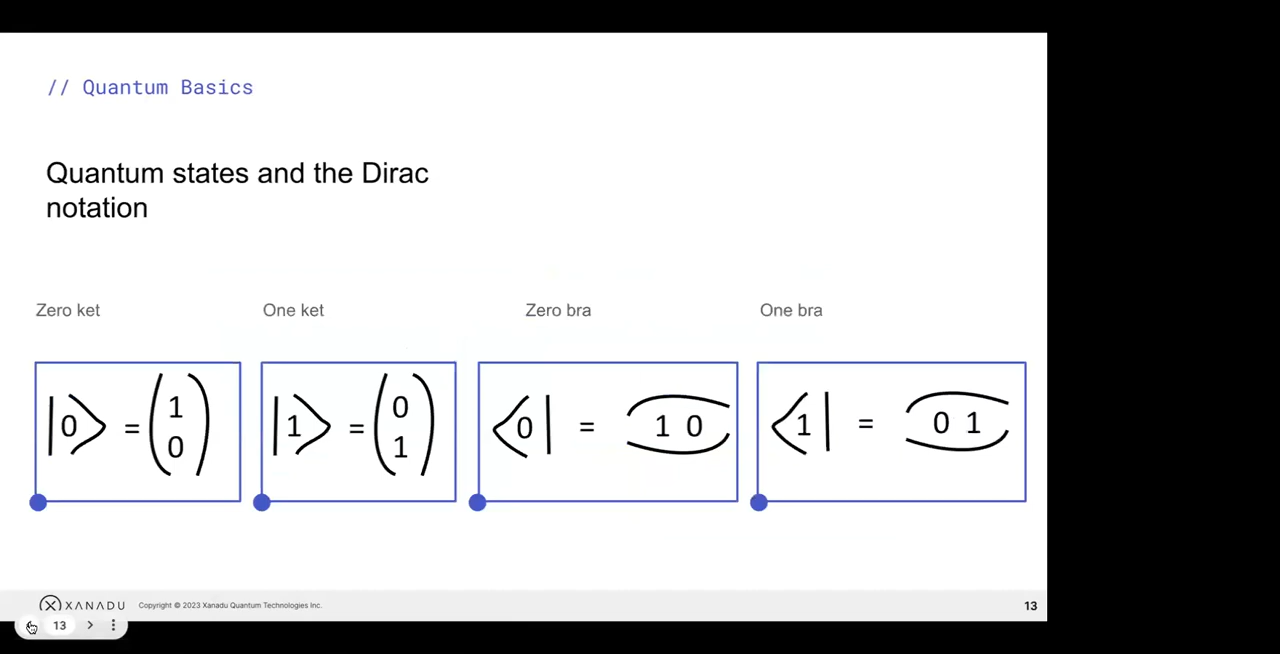 // Quantum Basics
Quantum states and the Dirac
notation
Zero ket
One ket
Zero bra
One bra
|0> = (1
0)
|1> = (0
1)
<0| = (1 0)
<1| = (0 1)
XANADU
Copyright © 2023 Xanadu Quantum Technologies Inc.
13
13